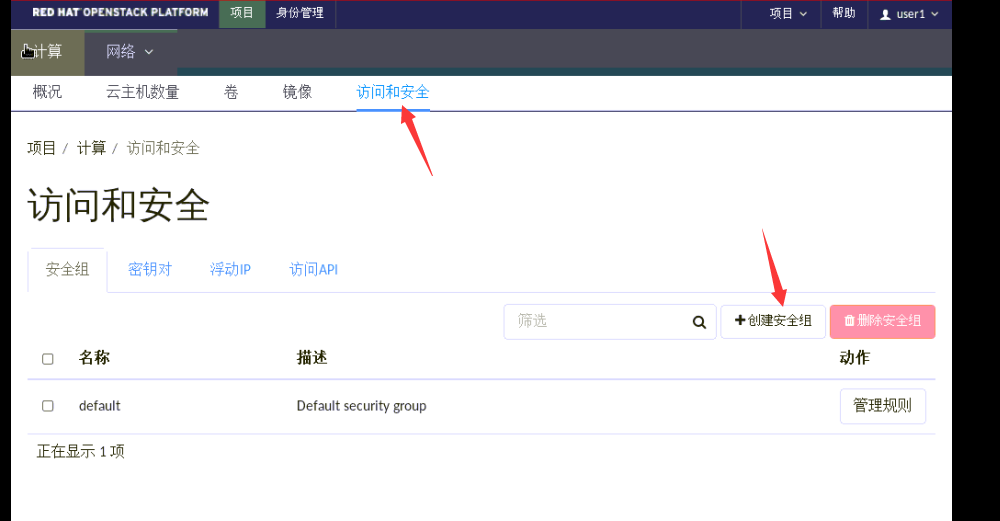 RED HAT OPENSTACK PLATFORM 项目 身份管理 项目 帮助 user1
计算 网络
概况 云主机数量 卷 镜像 访问和安全
项目 / 计算 / 访问和安全
访问和安全
安全组 密钥对 浮动IP 访问API
筛选 创建安全组 删除安全组
名称 描述 动作
default Default security group 管理规则
正在显示 1 项